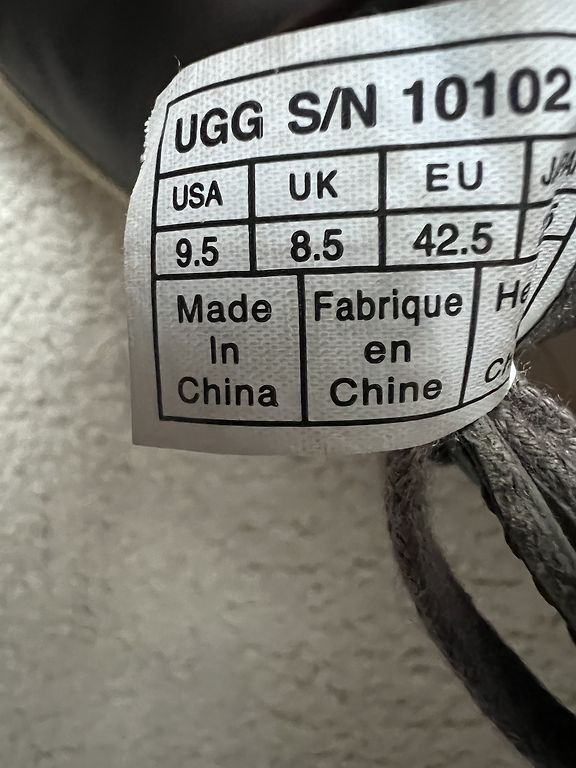 UGG S/N 10102
USA UK EU
9.5 8.5 42.5
Made Fabrique
In en
China Chine